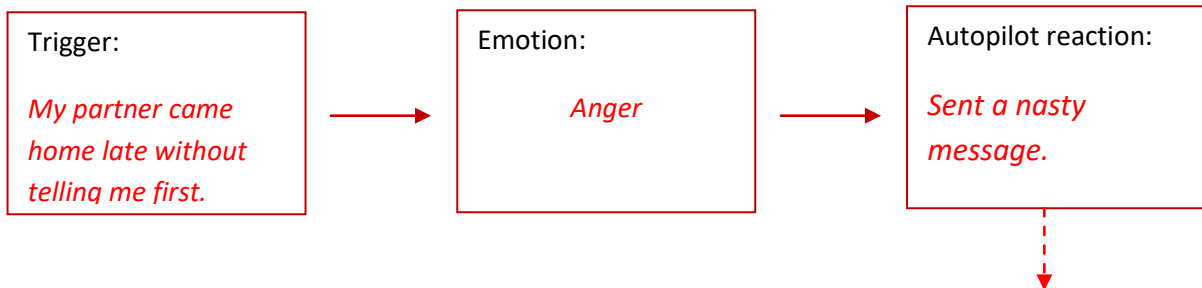 Trigger:
My partner came
home late without
telling me first.
Emotion:
Anger
Autopilot reaction:
Sent a nasty
message.